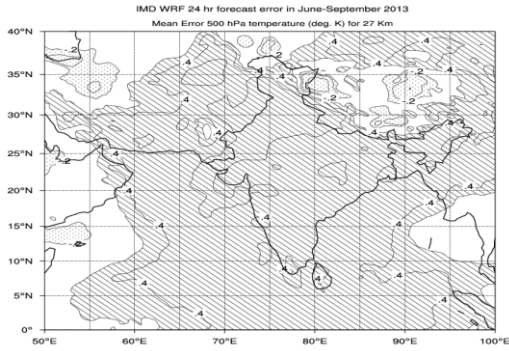 IMD WRF 24 hr forecast error in June-September 2013
Mean Error 500 hPa temperature (deg. K) for 27 Km
40°N
35°N
30°N
25°N
20°N
15°N
10°N
5°N
0°
50°E
60°E
70°E
80°E
90°E
100°E